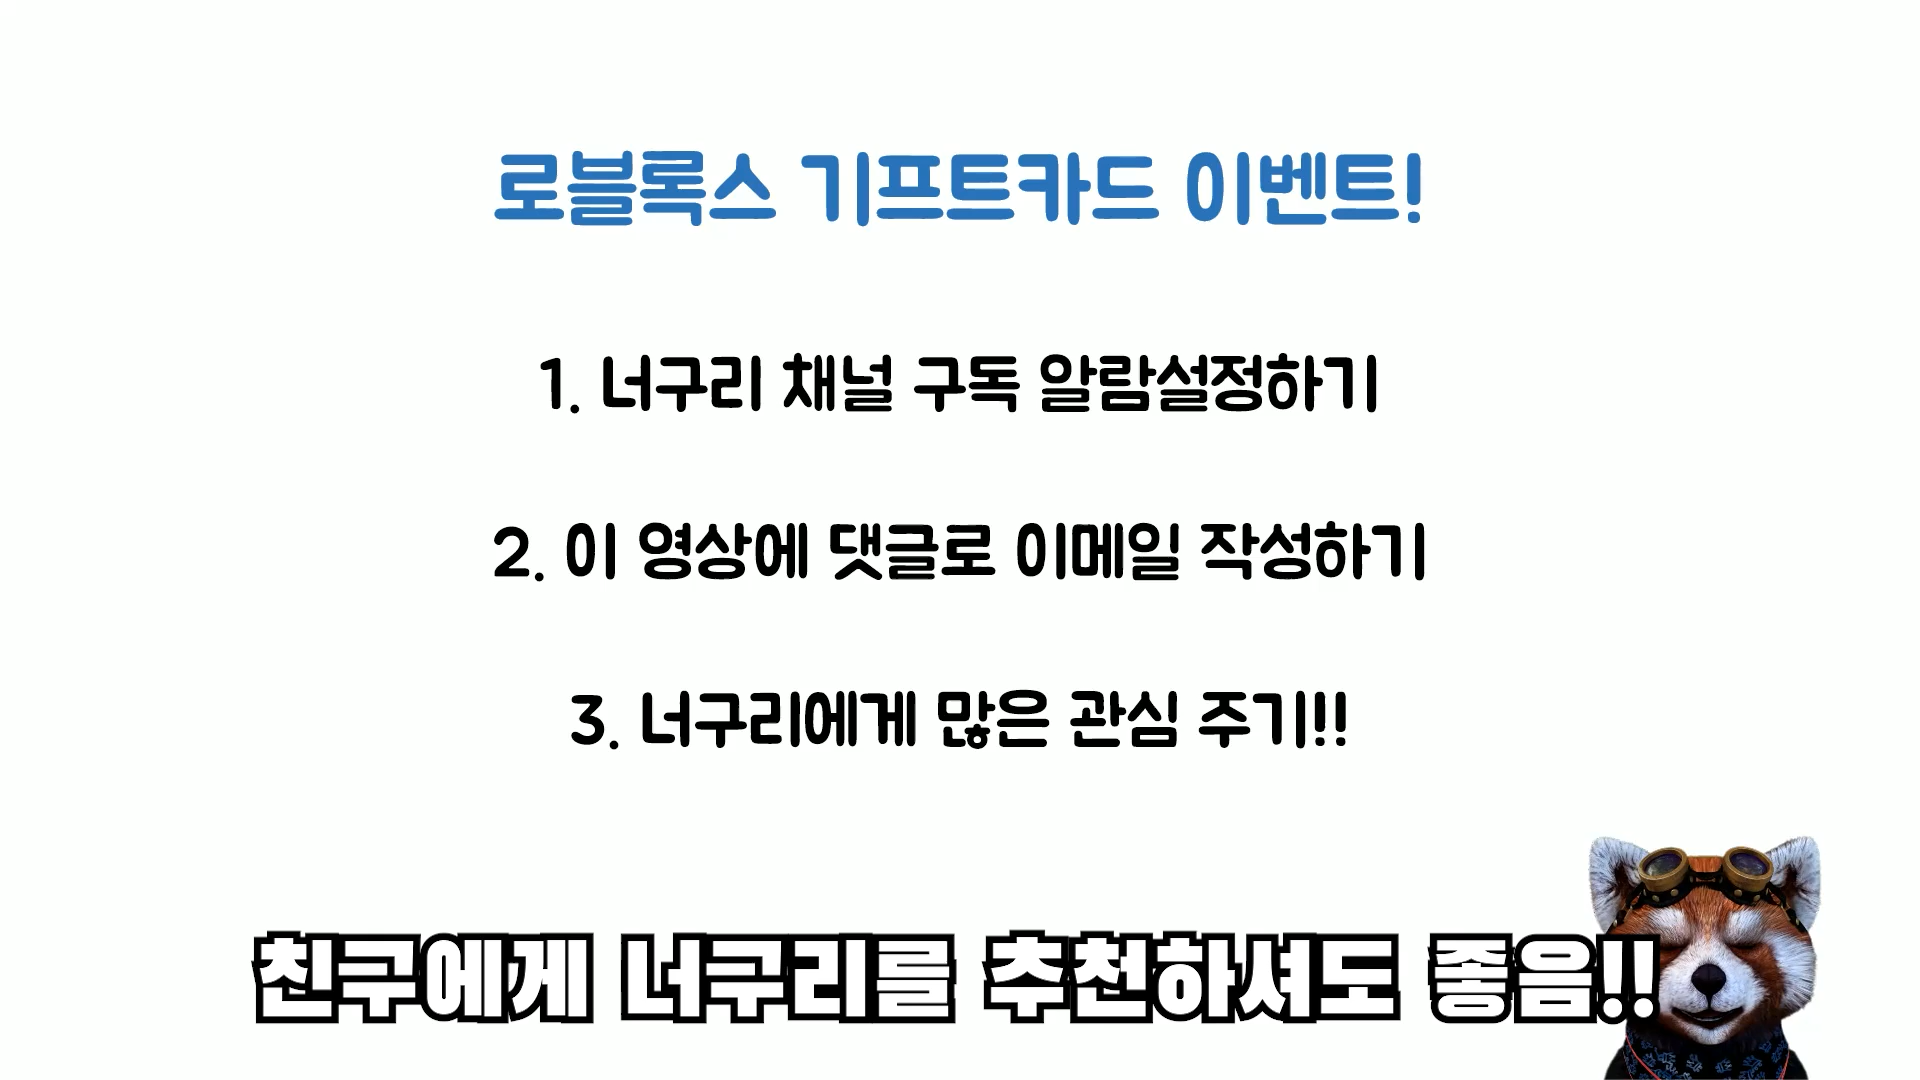 로블록스 기프트카드 이벤트!
1. 너구리 채널 구독 알람설정하기
2. 이 영상에 댓글로 이메일 작성하기
3. 너구리에게 많은 관심 주기!!
친구에게 너구리를 추천하셔도 좋음!!